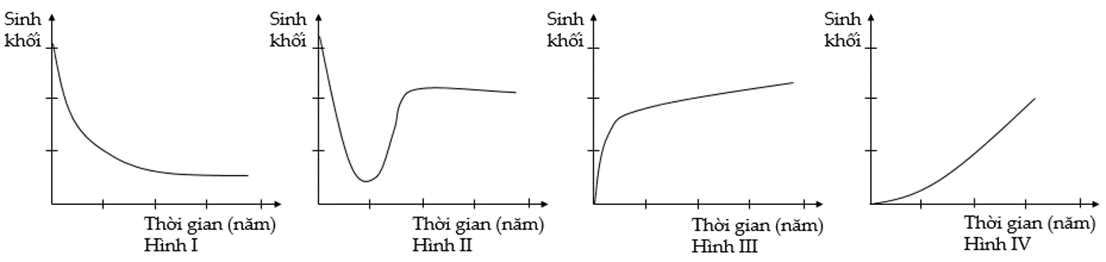 Sinh
khối
Thời gian (năm)
Hình I
Sinh
khối
Thời gian (năm)
Hình II
Sinh
khối
Thời gian (năm)
Hình III
Sinh
khối
Thời gian (năm)
Hình IV